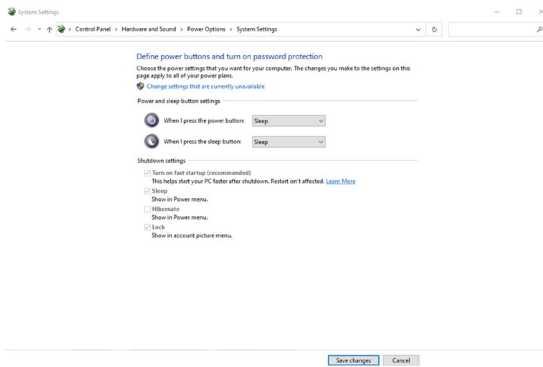 System Settings
Control Panel > Hardware and Sound > Power Options > System Settings
Define power buttons and turn on password protection
Choose the power settings that you want for your computer. The changes you make to the settings on this
page apply to all of your power plans.
Change settings that are currently unavailable
Power and sleep button settings
When I press the power button: Sleep
When I press the sleep button: Sleep
Shutdown settings
Turn on fast startup (recommended)
This helps start your PC faster after shutdown. Restart isn't affected. Learn More
Sleep
Show in Power menu.
Hibernate
Show in Power menu.
Lock
Show in account picture menu.
Save changes Cancel